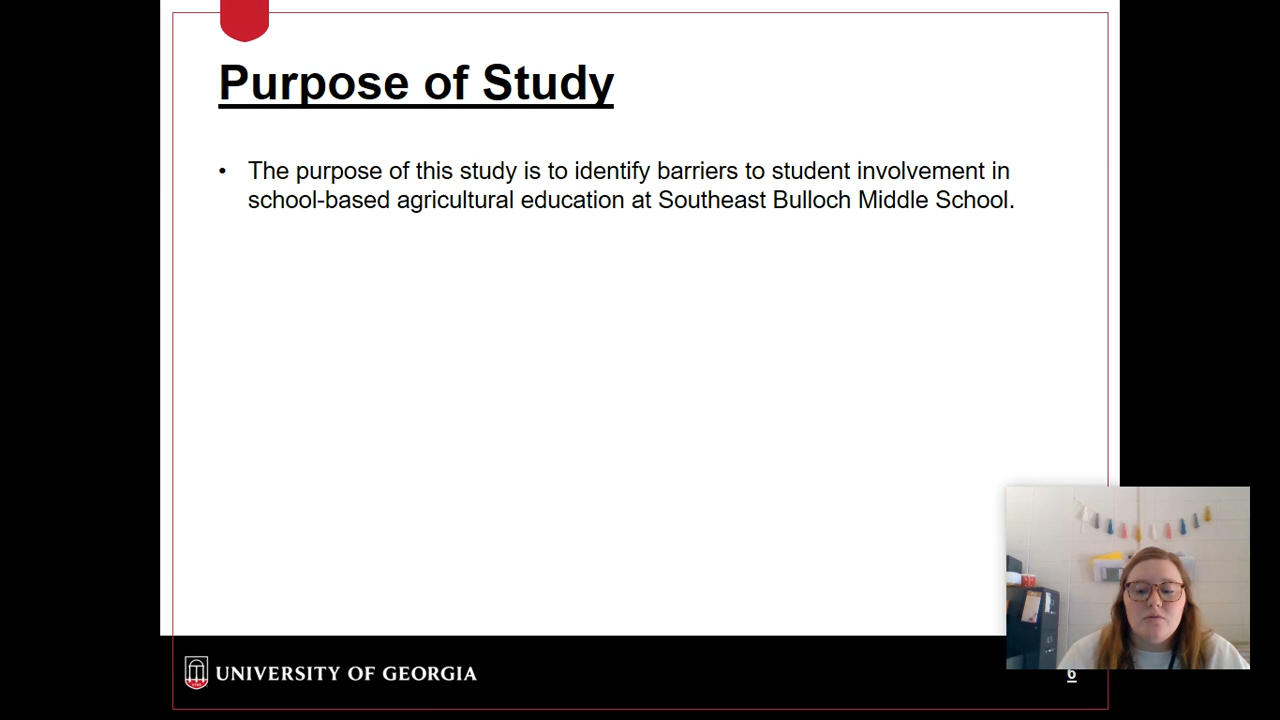 Purpose of Study
• The purpose of this study is to identify barriers to student involvement in
school-based agricultural education at Southeast Bulloch Middle School.
UNIVERSITY OF GEORGIA
6